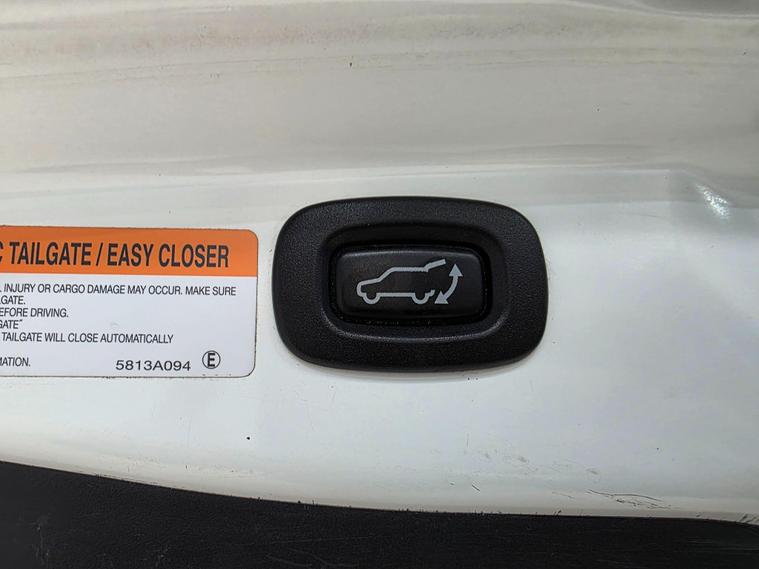 C TAILGATE / EASY CLOSER
INJURY OR CARGO DAMAGE MAY OCCUR. MAKE SURE
GATE.
BEFORE DRIVING.
GATE"
TAILGATE WILL CLOSE AUTOMATICALLY
MATION.
5813A094 E